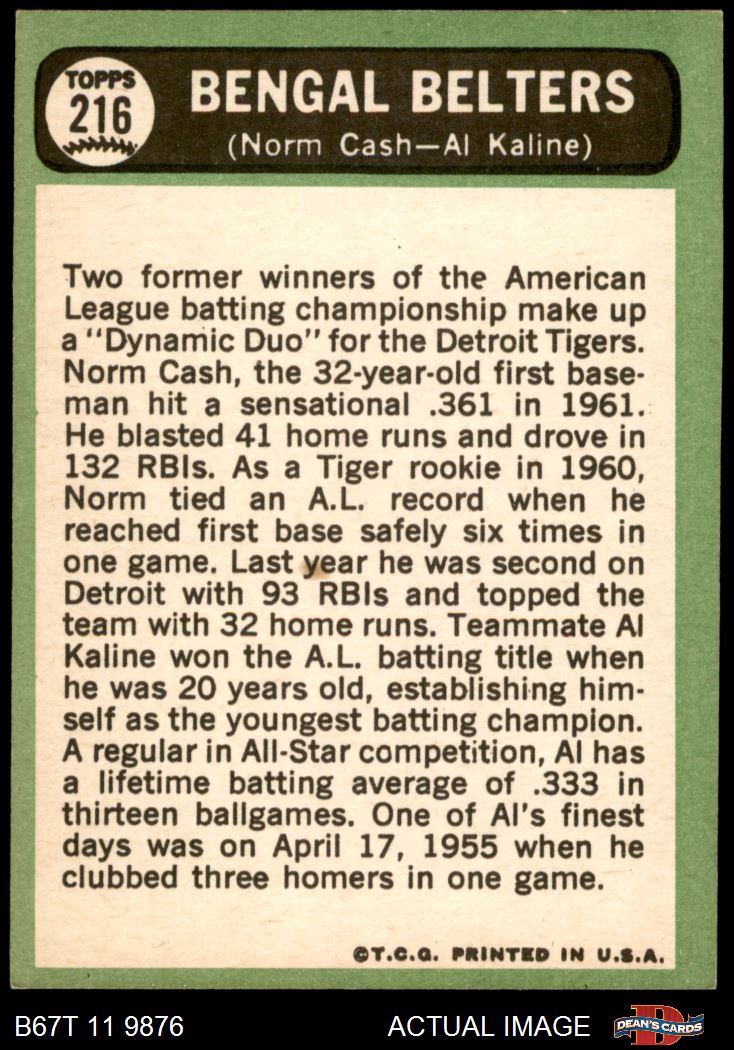 TOPPS
216
BENGAL BELTERS
(Norm Cash—Al Kaline)
Two former winners of the American
League batting championship make up
a "Dynamic Duo" for the Detroit Tigers.
Norm Cash, the 32-year-old first base-
man hit a sensational .361 in 1961.
He blasted 41 home runs and drove in
132 RBIs. As a Tiger rookie in 1960,
Norm tied an A.L. record when he
reached first base safely six times in
one game. Last year he was second on
Detroit with 93 RBIs and topped the
team with 32 home runs. Teammate Al
Kaline won the A.L. batting title when
he was 20 years old, establishing him-
self as the youngest batting champion.
A regular in All-Star competition, Al has
a lifetime batting average of .333 in
thirteen ballgames. One of Al's finest
days was on April 17, 1955 when he
clubbed three homers in one game.
©T.C.G. PRINTED IN U.S.A.
B67T 11 9876
ACTUAL IMAGE
D
DEAN'S CARDS